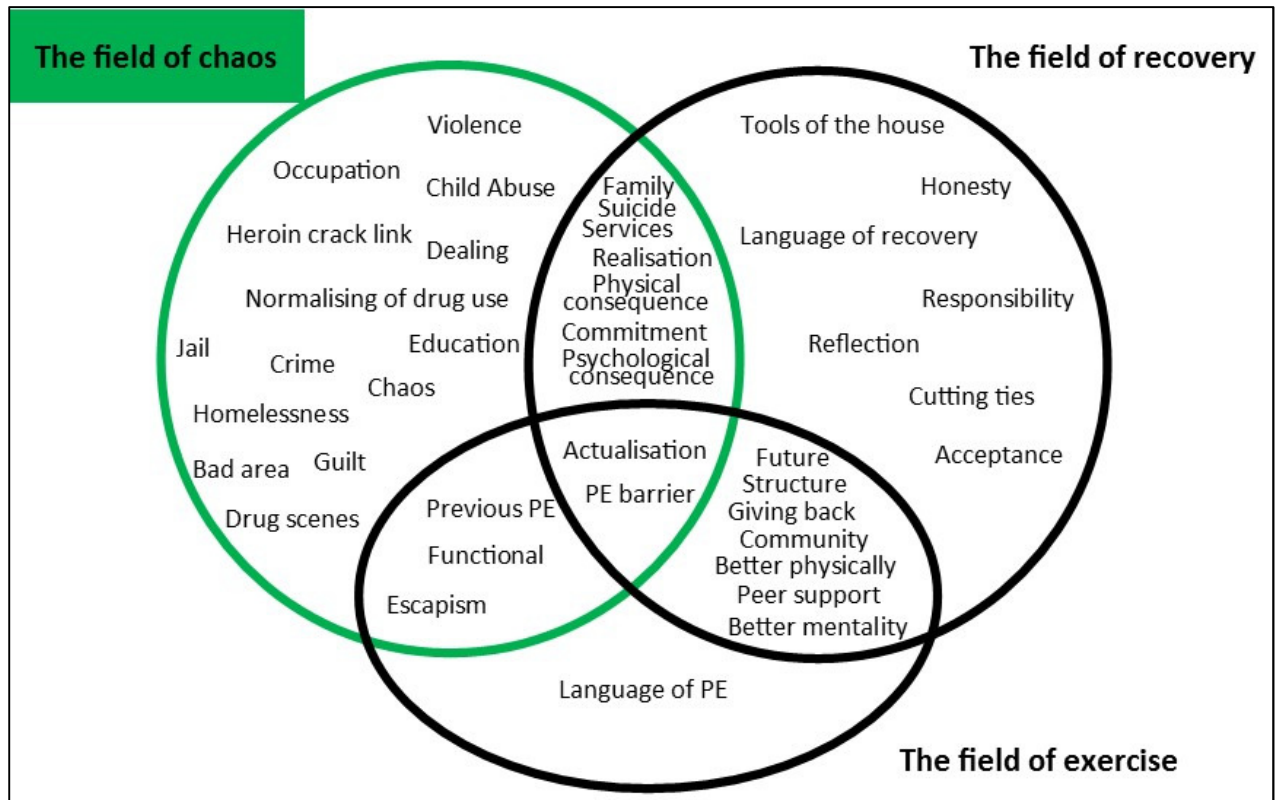 The field of chaos
The field of recovery
Violence
Occupation
Child Abuse
Heroin crack link
Dealing
Normalising of drug use
Jail
Education
Crime
Chaos
Homelessness
Bad area
Guilt
Drug scenes
Family
Suicide
Services
Realisation
Physical
consequence
Commitment
Psychological
consequence
Tools of the house
Honesty
Language of recovery
Responsibility
Reflection
Cutting ties
Acceptance
Actualisation
PE barrier
Previous PE
Functional
Escapism
Future
Structure
Giving back
Community
Better physically
Peer support
Better mentality
Language of PE
The field of exercise